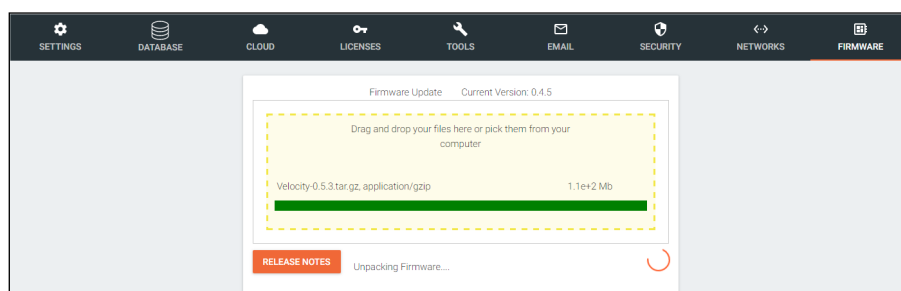 SETTINGS DATABASE CLOUD LICENSES TOOLS EMAIL SECURITY NETWORKS FIRMWARE
Firmware Update Current Version: 0.4.5
Drag and drop your files here or pick them from your
computer
Velocity-0.5.3.tar.gz, application/gzip 1.1e+2 Mb
RELEASE NOTES Unpacking Firmware....